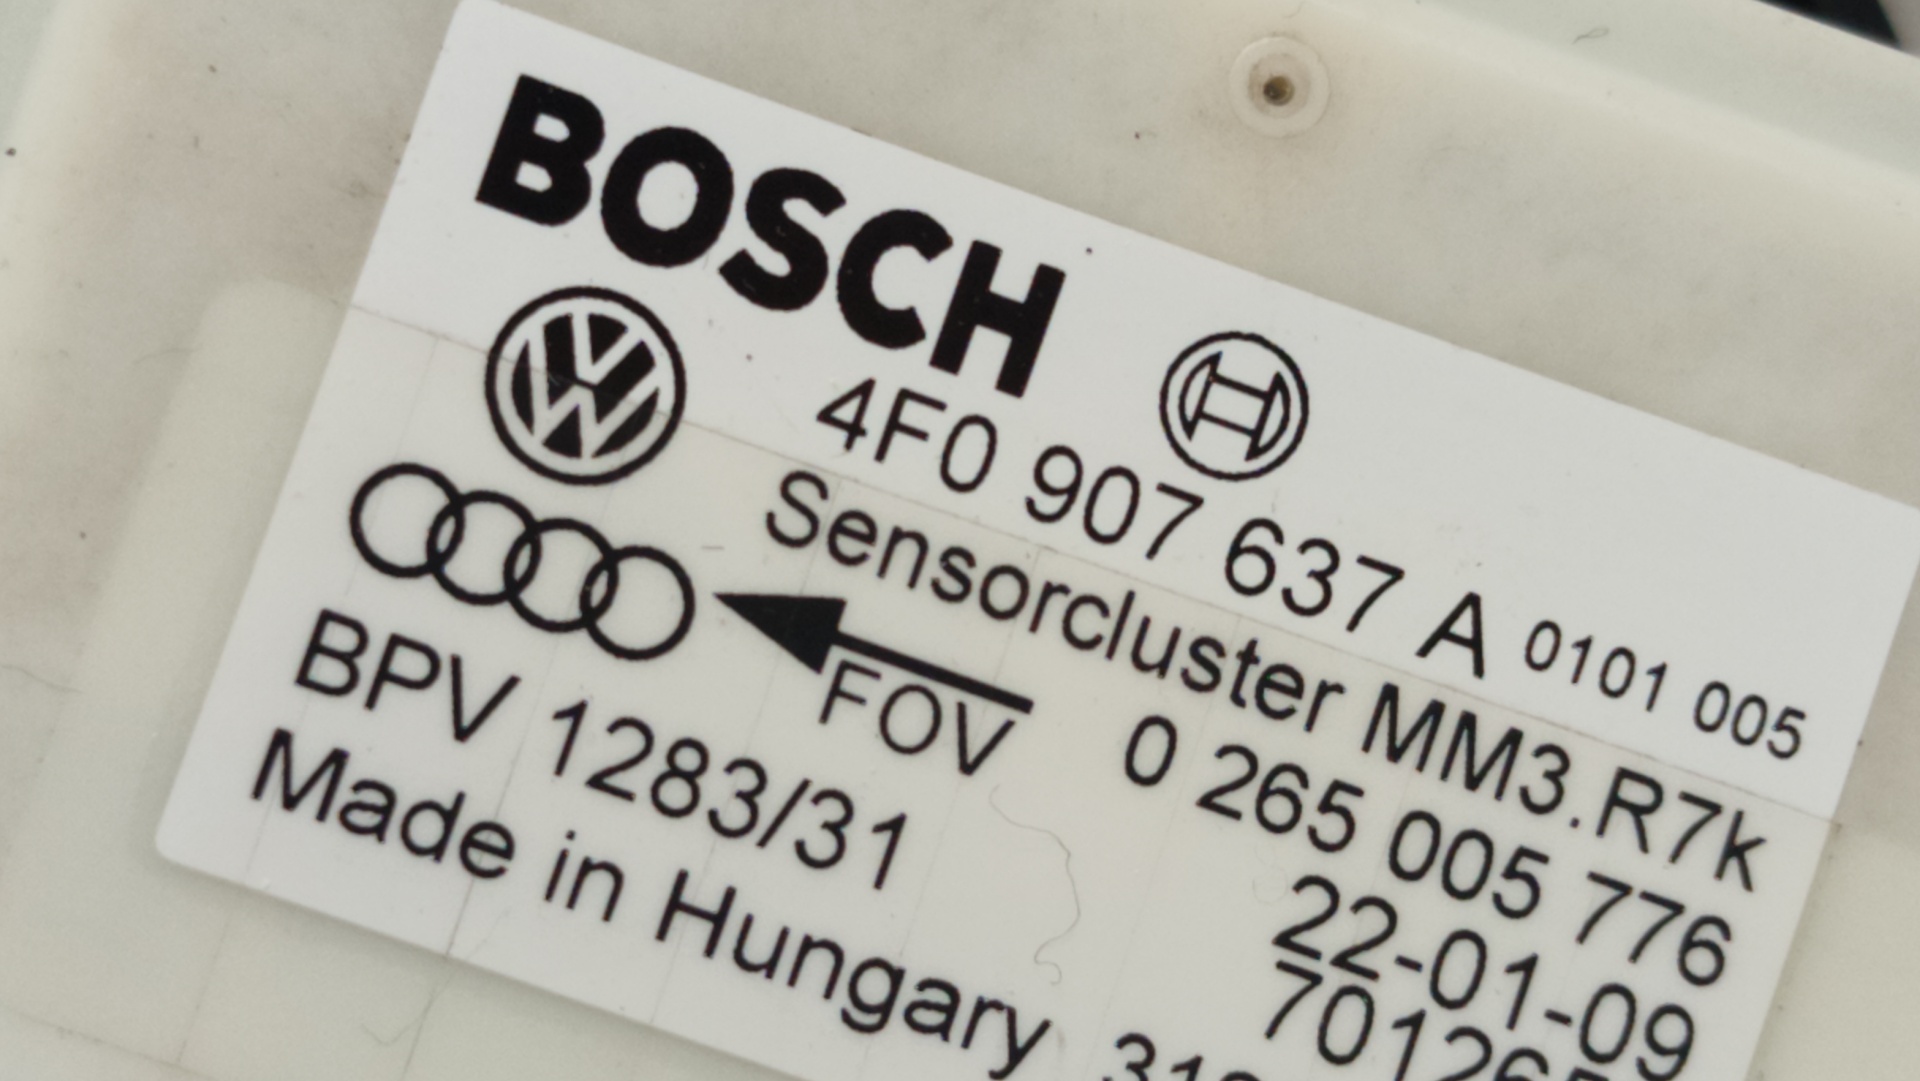 BOSCH
4F0 907 637 A 0101 005
Sensorcluster MM3.R7k
FOV 0 265 005 776
BPV 1283/31 22-01-09
Made in Hungary